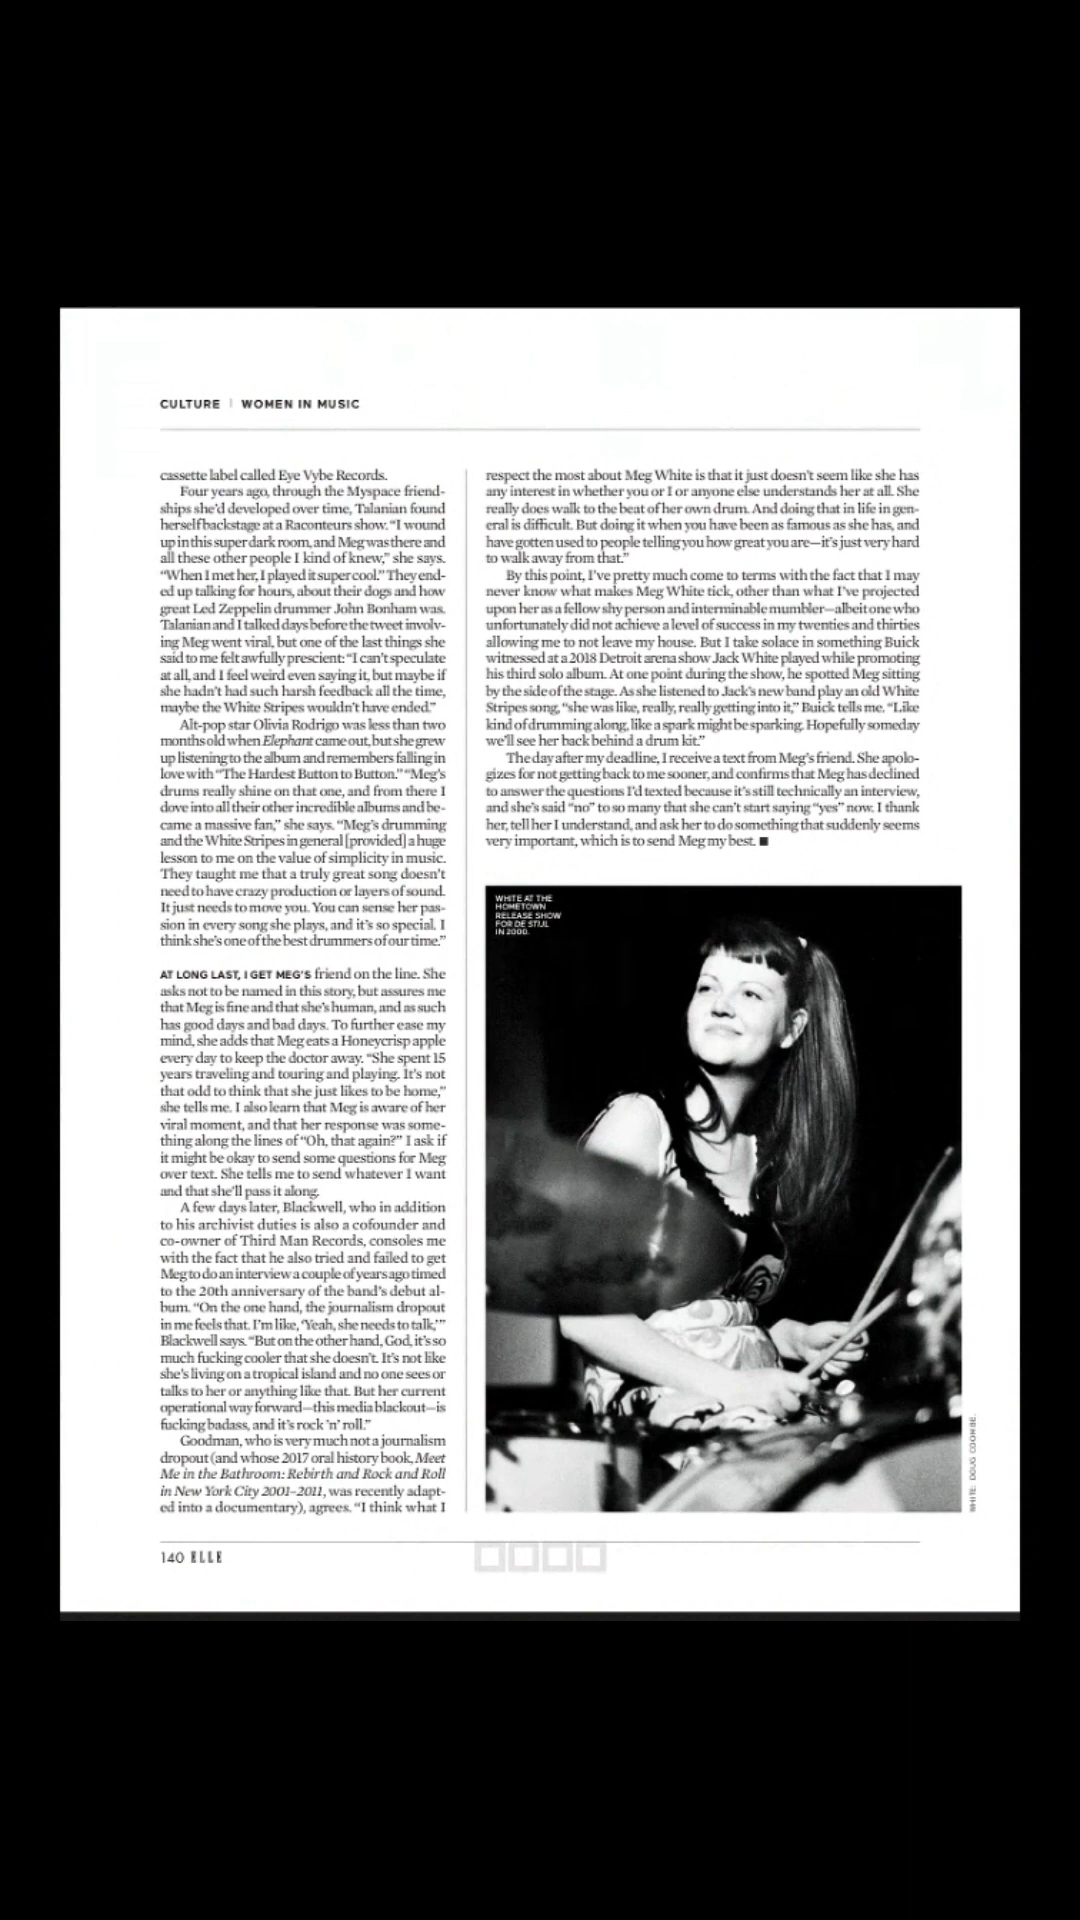 CULTURE | WOMEN IN MUSIC
cassette label called Eye Vybe Records.
Four years ago, through the Myspace friend-
ships she'd developed over time, Talanian found
herself backstage at a Raconteurs show. “I wound
up in this super dark room, and Meg was there and
all these other people I kind of knew,” she says.
“When I met her, I played it super cool.” They end-
ed up talking for hours, about their dogs and how
great Led Zeppelin drummer John Bonham was.
Talanian and I talked days before the tweet involv-
ing Meg went viral, but one of the last things she
said to me felt awfully prescient: “I can't speculate
at all, and I feel weird even saying it, but maybe if
she hadn't had such harsh feedback all the time,
maybe the White Stripes wouldn't have ended.”
Alt-pop star Olivia Rodrigo was less than two
months old when Elephant came out, but she grew
up listening to the album and remembers falling in
love with “The Hardest Button to Button.” “Meg's
drums really shine on that one, and from there I
dove into all their other incredible albums and be-
came a massive fan,” she says. “Meg's drumming
and the White Stripes in general [provided] a huge
lesson to me on the value of simplicity in music.
They taught me that a truly great song doesn't
need to have crazy production or layers of sound.
It just needs to move you. You can sense her pas-
sion in every song she plays, and it's so special. I
think she's one of the best drummers of our time.”
AT LONG LAST, I GET MEG'S friend on the line. She
asks not to be named in this story, but assures me
that Meg is fine and that she's human, and as such
has good days and bad days. To further ease my
mind, she adds that Meg eats a Honeycrisp apple
every day to keep the doctor away. “She spent 15
years traveling and touring and playing. It's not
that odd to think that she just likes to be home,”
she tells me. I also learn that Meg is aware of her
viral moment, and that her response was some-
thing along the lines of “Oh, that again?” I ask if
it might be okay to send some questions for Meg
over text. She tells me to send whatever I want
and that she'll pass it along.
A few days later, Blackwell, who in addition
to his archivist duties is also a cofounder and
co-owner of Third Man Records, consoles me
with the fact that he also tried and failed to get
Meg to do an interview a couple of years ago timed
to the 20th anniversary of the band's debut al-
bum. “On the one hand, the journalism dropout
in me feels that. I'm like, ‘Yeah, she needs to talk,’”
Blackwell says. “But on the other hand, God, it's so
much fucking cooler that she doesn't. It's not like
she's living on a tropical island and no one sees or
talks to her or anything like that. But her current
operational way forward—this media blackout—is
fucking badass, and it's rock 'n' roll.”
Goodman, who is very much not a journalism
dropout (and whose 2017 oral history book, Meet
Me in the Bathroom: Rebirth and Rock and Roll
in New York City 2001–2011, was recently adapt-
ed into a documentary), agrees. “I think what I
respect the most about Meg White is that it just doesn't seem like she has
any interest in whether you or I or anyone else understands her at all. She
really does walk to the beat of her own drum. And doing that in life in gen-
eral is difficult. But doing it when you have been as famous as she has, and
have gotten used to people telling you how great you are—it's just very hard
to walk away from that.”
By this point, I've pretty much come to terms with the fact that I may
never know what makes Meg White tick, other than what I've projected
upon her as a fellow shy person and interminable mumbler—albeit one who
unfortunately did not achieve a level of success in my twenties and thirties
allowing me to not leave my house. But I take solace in something Buick
witnessed at a 2018 Detroit arena show Jack White played while promoting
his third solo album. At one point during the show, he spotted Meg sitting
by the side of the stage. As she listened to Jack's new band play an old White
Stripes song, “she was like, really, really getting into it,” Buick tells me. “Like
kind of drumming along, like a spark might be sparking. Hopefully someday
we'll see her back behind a drum kit.”
The day after my deadline, I receive a text from Meg's friend. She apolo-
gizes for not getting back to me sooner, and confirms that Meg has declined
to answer the questions I'd texted because it's still technically an interview,
and she's said “no” to so many that she can't start saying “yes” now. I thank
her, tell her I understand, and ask her to do something that suddenly seems
very important, which is to send Meg my best. ■
WHITE AT THE
HOMETOWN
RELEASE SHOW
FOR DE STIJL
IN 2000.
WHITE: DOUG COOMBE.
140 ELLE